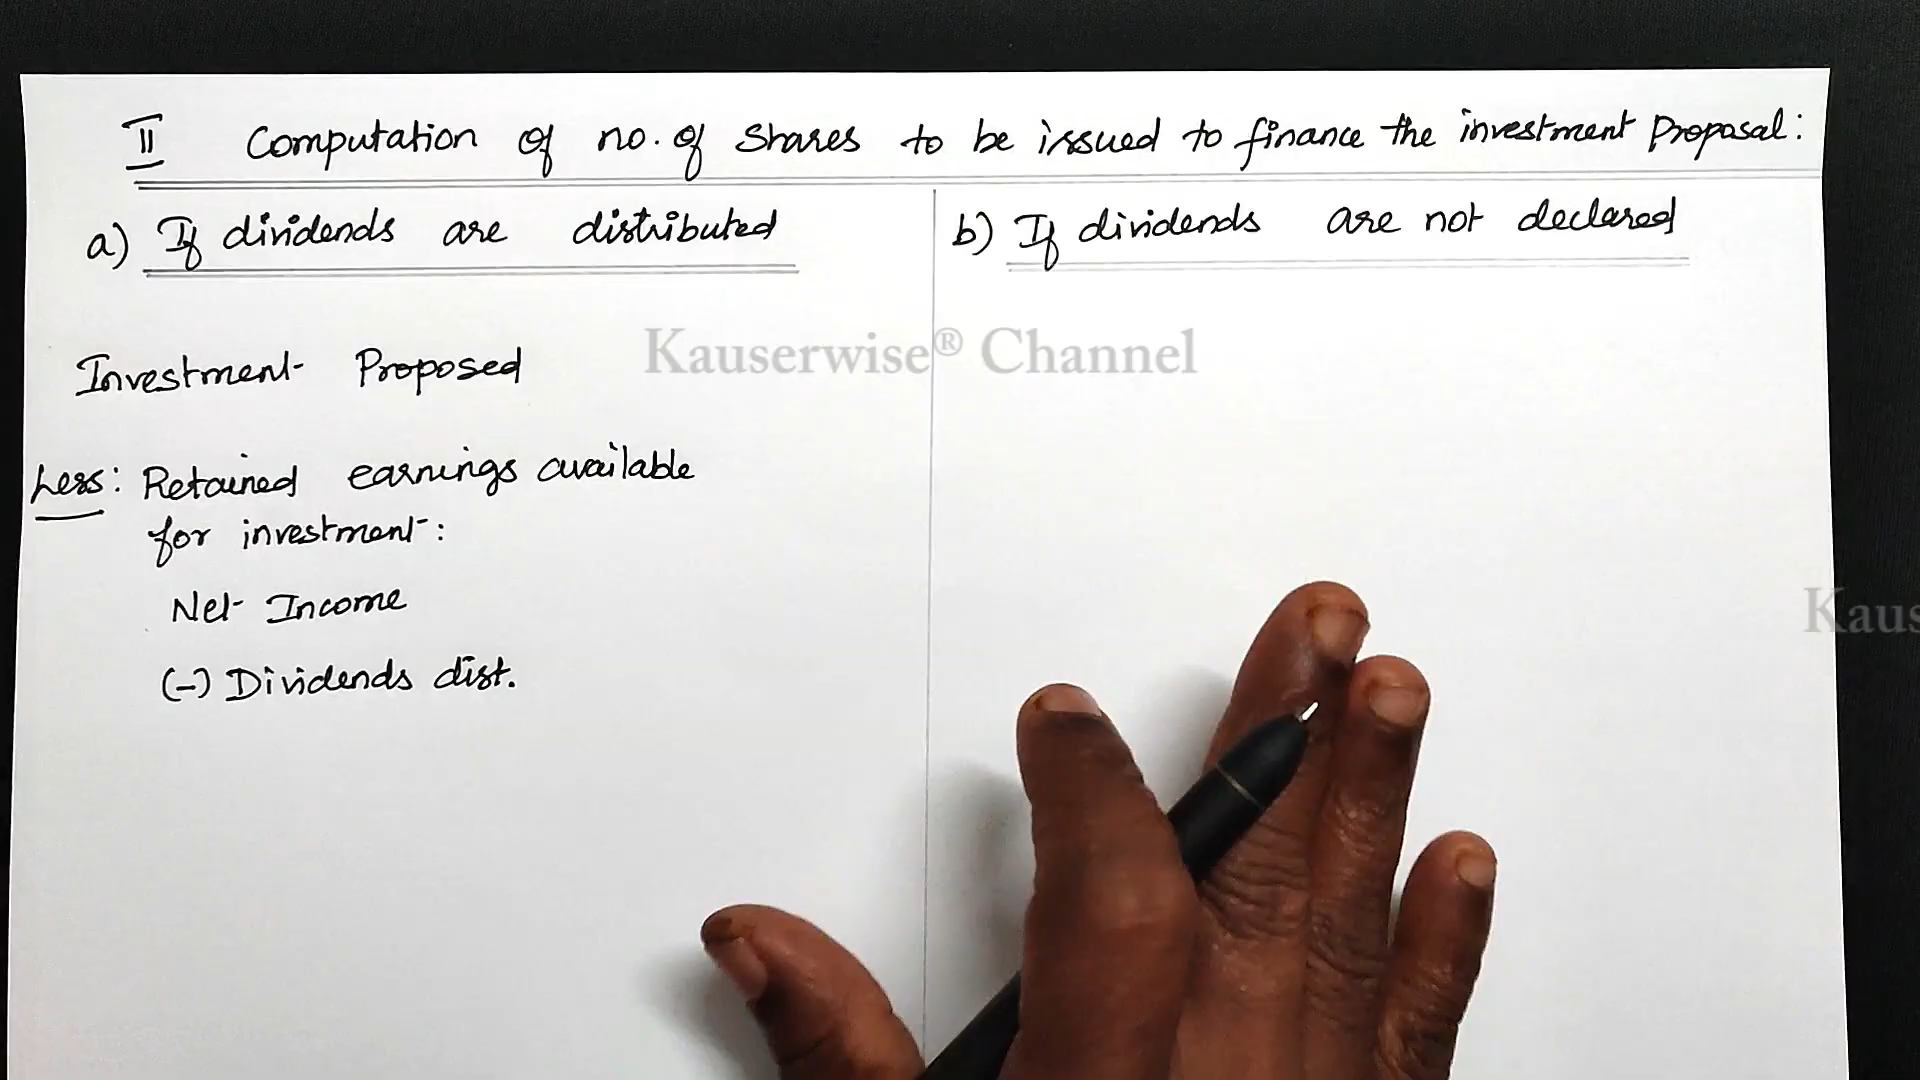 II Computation of no. of Shares to be issued to finance the investment Proposal:
a) If dividends are distributed
b) If dividends are not declared
Kauserwise® Channel
Investment Proposed
Less: Retained earnings available
for investment:
Net Income
Kaus
(-) Dividends dist.